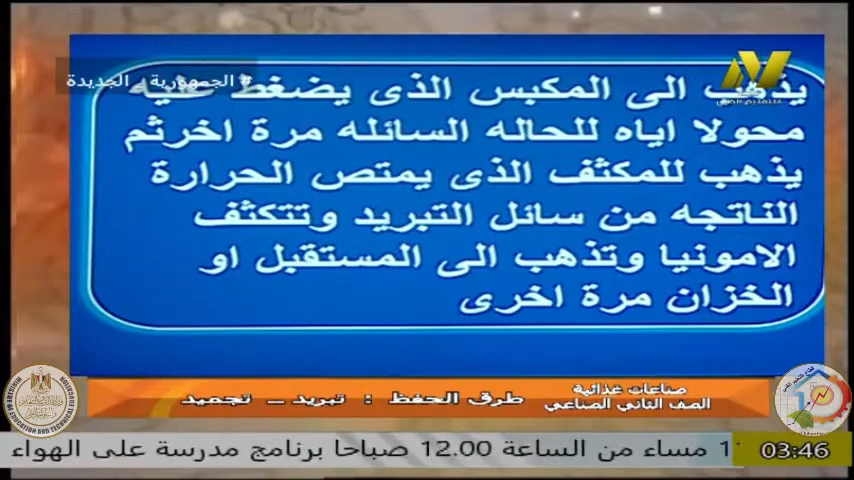 # الجمهورية_الجديدة
يذهب الى المكبس الذى يضغط عليه
محولا اياه للحاله السائله مرة اخرثم
يذهب للمكثف الذى يمتص الحرارة
الناتجه من سائل التبريد وتتكثف
الامونيا وتذهب الى المستقبل او
الخزان مرة اخرى
صناعات غذائية
الصف الثاني الصناعي
طرق الحفظ : تبريد _ تجميد
مساء من الساعة 12.00 صباحا برنامج مدرسة على الهواء
03:46